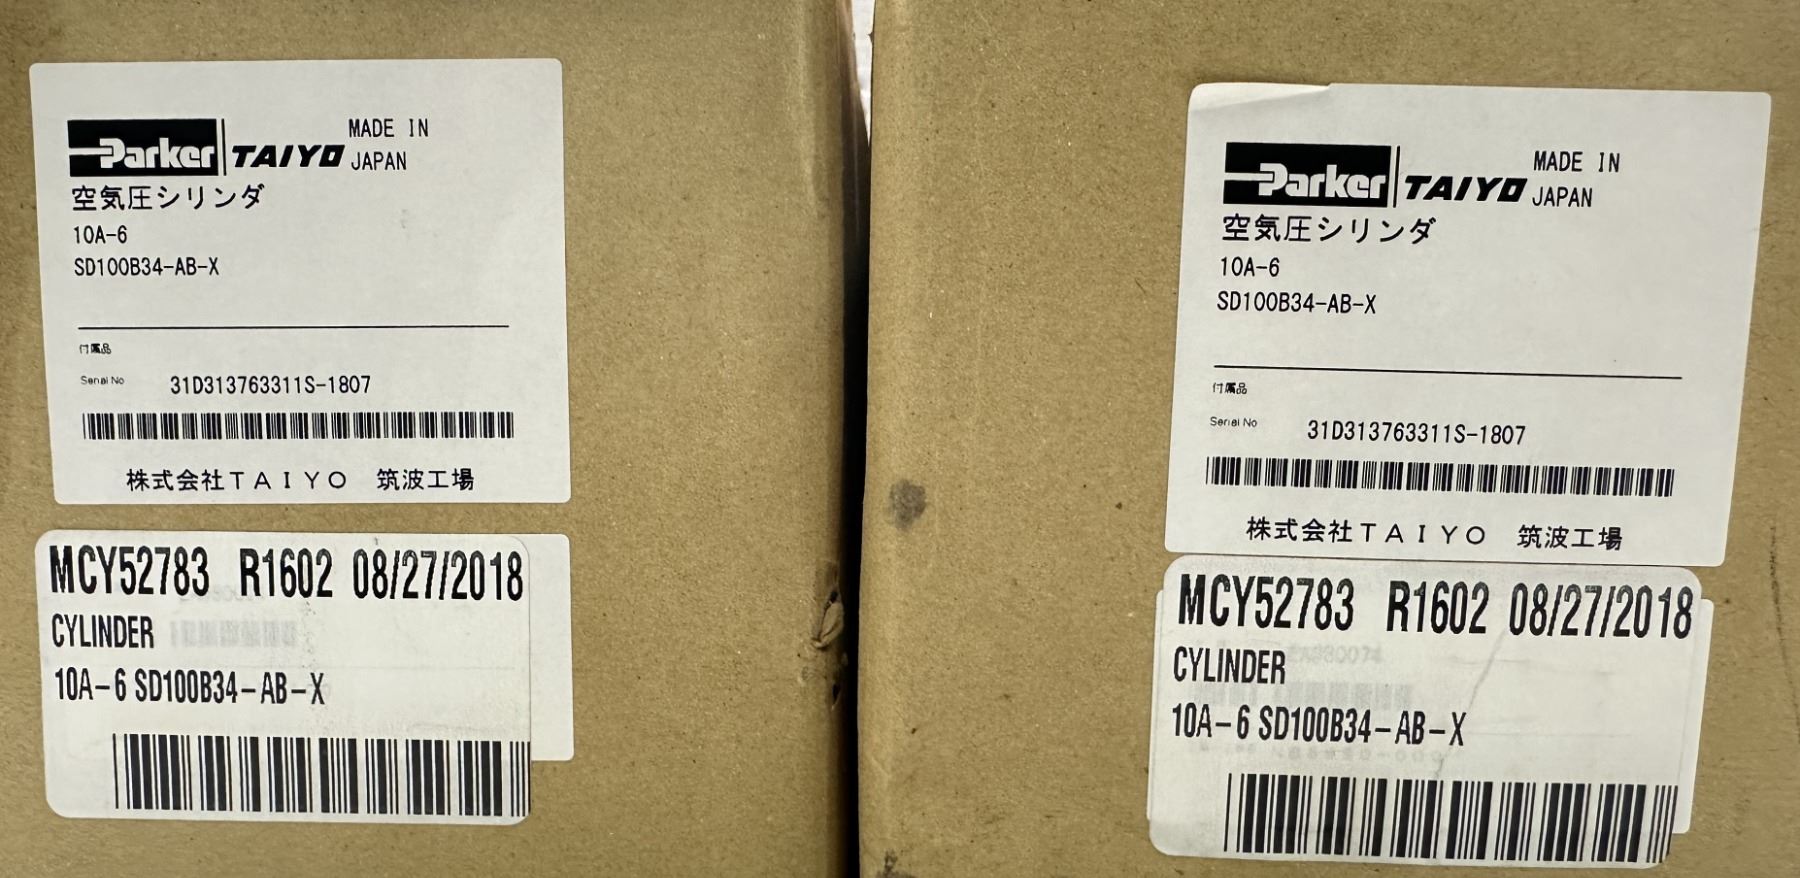 Parker TAIYO MADE IN JAPAN
空気圧シリンダ
10A-6
SD100B34-AB-X
付属品
Serial No 31D313763311S-1807
株式会社TAIYO 筑波工場
MCY52783 R1602 08/27/2018
CYLINDER
10A-6 SD100B34-AB-X
Parker TAIYO MADE IN JAPAN
空気圧シリンダ
10A-6
SD100B34-AB-X
付属品
Serial No 31D313763311S-1807
株式会社TAIYO 筑波工場
MCY52783 R1602 08/27/2018
CYLINDER
10A-6 SD100B34-AB-X